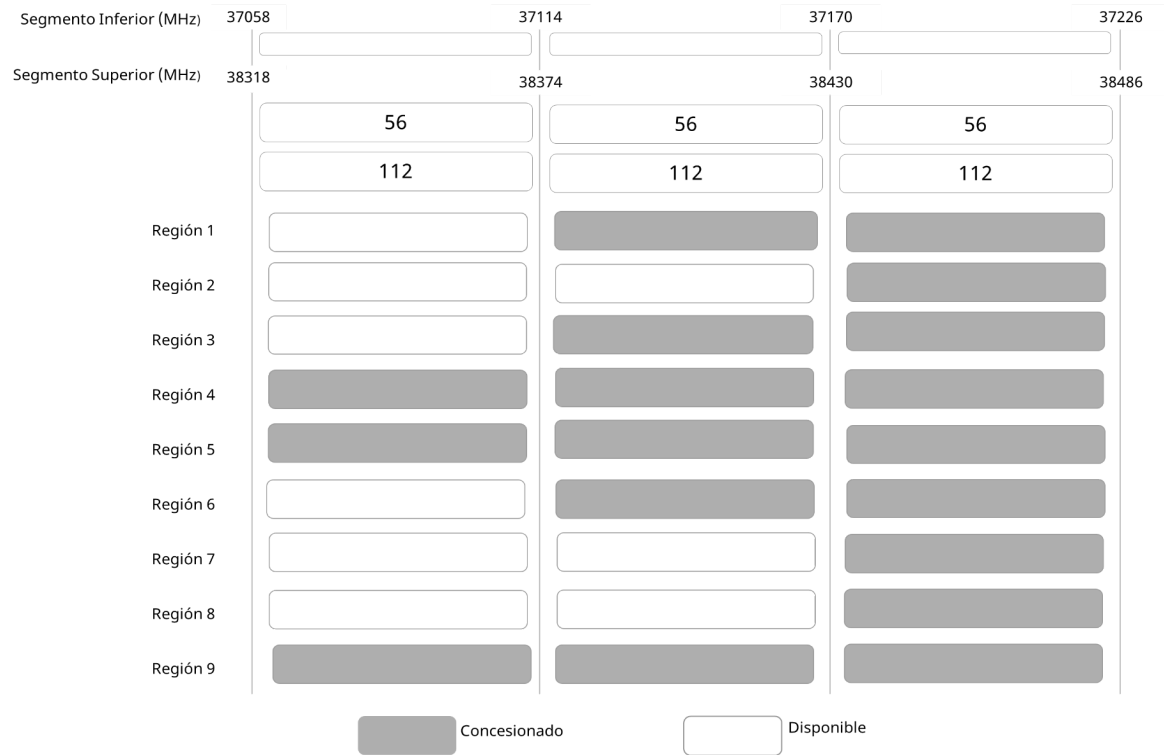 Segmento Inferior (MHz) 37058 37114 37170 37226
Segmento Superior (MHz) 38318 38374 38430 38486
56 56 56
112 112 112
Región 1
Región 2
Región 3
Región 4
Región 5
Región 6
Región 7
Región 8
Región 9
Concesionado Disponible